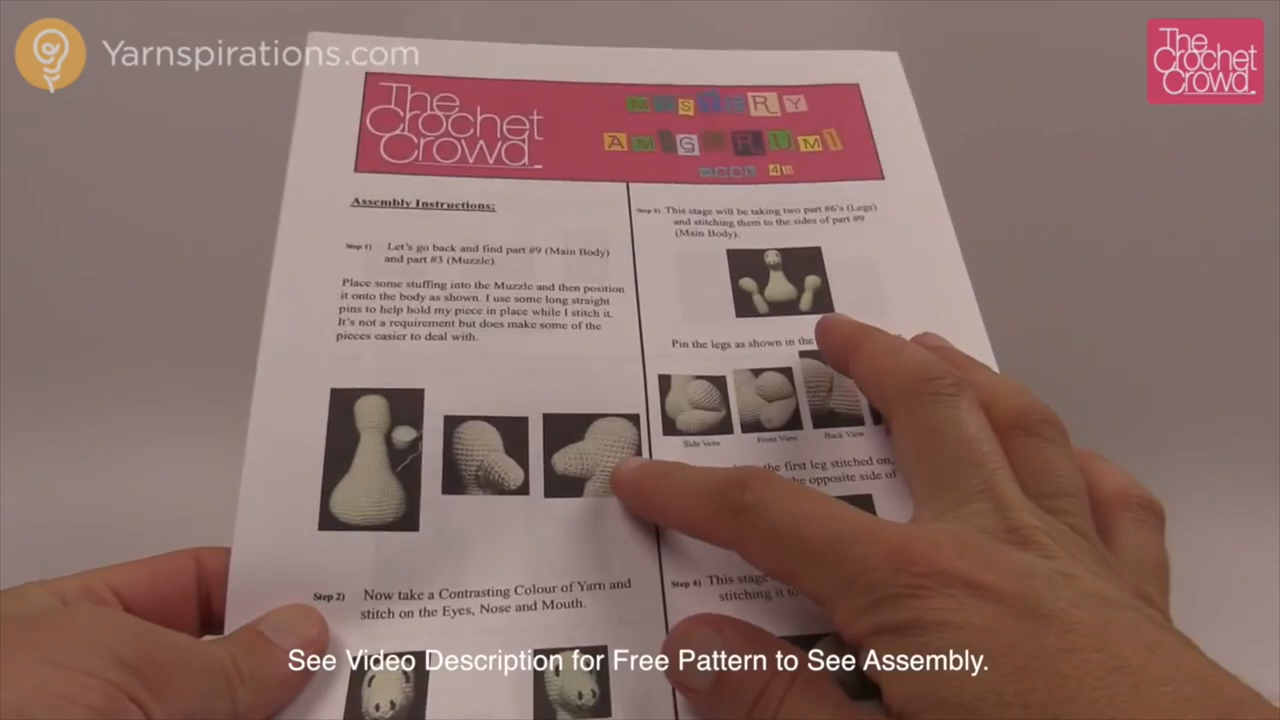 Yarnspirations.com
The
Crochet
Crowd
The
Crochet
Crowd
MYSTERY
AMIGURUMI
WEEK 4B
Assembly Instructions:
Step 1) Let's go back and find part #9 (Main Body)
and part #3 (Muzzle).
Place some stuffing into the Muzzle and then position
it onto the body as shown. I use some long straight
pins to help hold my piece in place while I stitch it.
It's not a requirement but does make some of the
pieces easier to deal with.
Step 2) Now take a Contrasting Colour of Yarn and
stitch on the Eyes, Nose and Mouth.
Step 3) This stage will be taking two part #6's (Legs)
and stitching them to the sides of part #9
(Main Body).
Pin the legs as shown in the
Side View
Front View
Back View
the first leg stitched on,
the opposite side of
Step 4) This stage
stitching it to
See Video Description for Free Pattern to See Assembly.